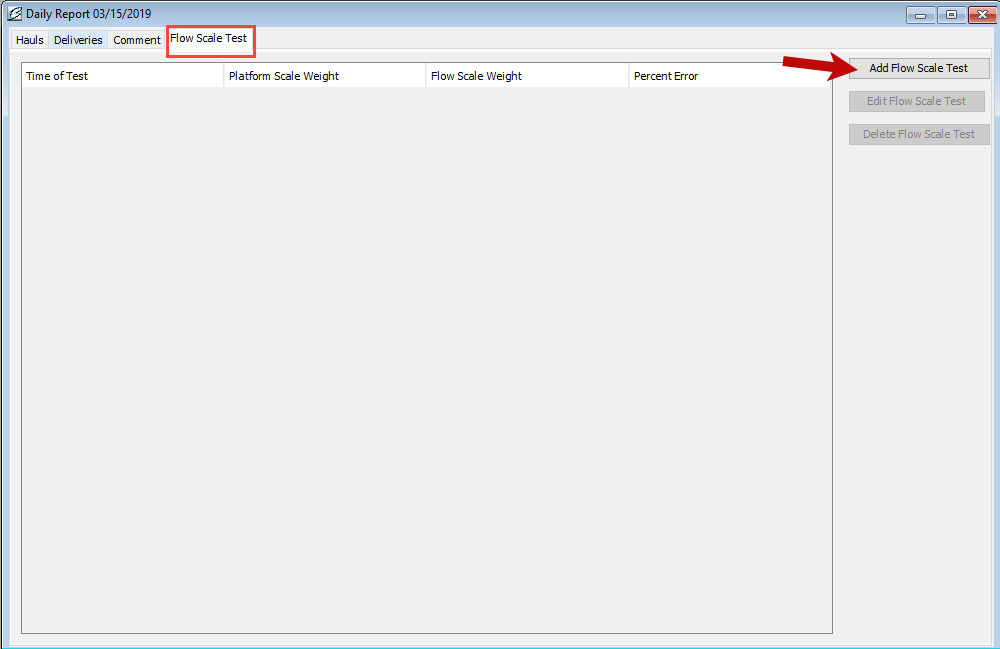 Daily Report 03/15/2019
Hauls Deliveries Comment Flow Scale Test
Time of Test Platform Scale Weight Flow Scale Weight Percent Error
Add Flow Scale Test
Edit Flow Scale Test
Delete Flow Scale Test